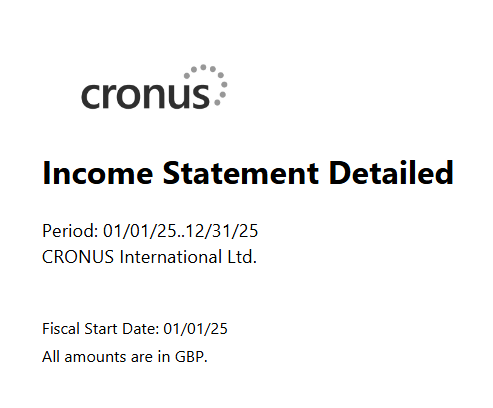 cronus
Income Statement Detailed
Period: 01/01/25..12/31/25
CRONUS International Ltd.
Fiscal Start Date: 01/01/25
All amounts are in GBP.